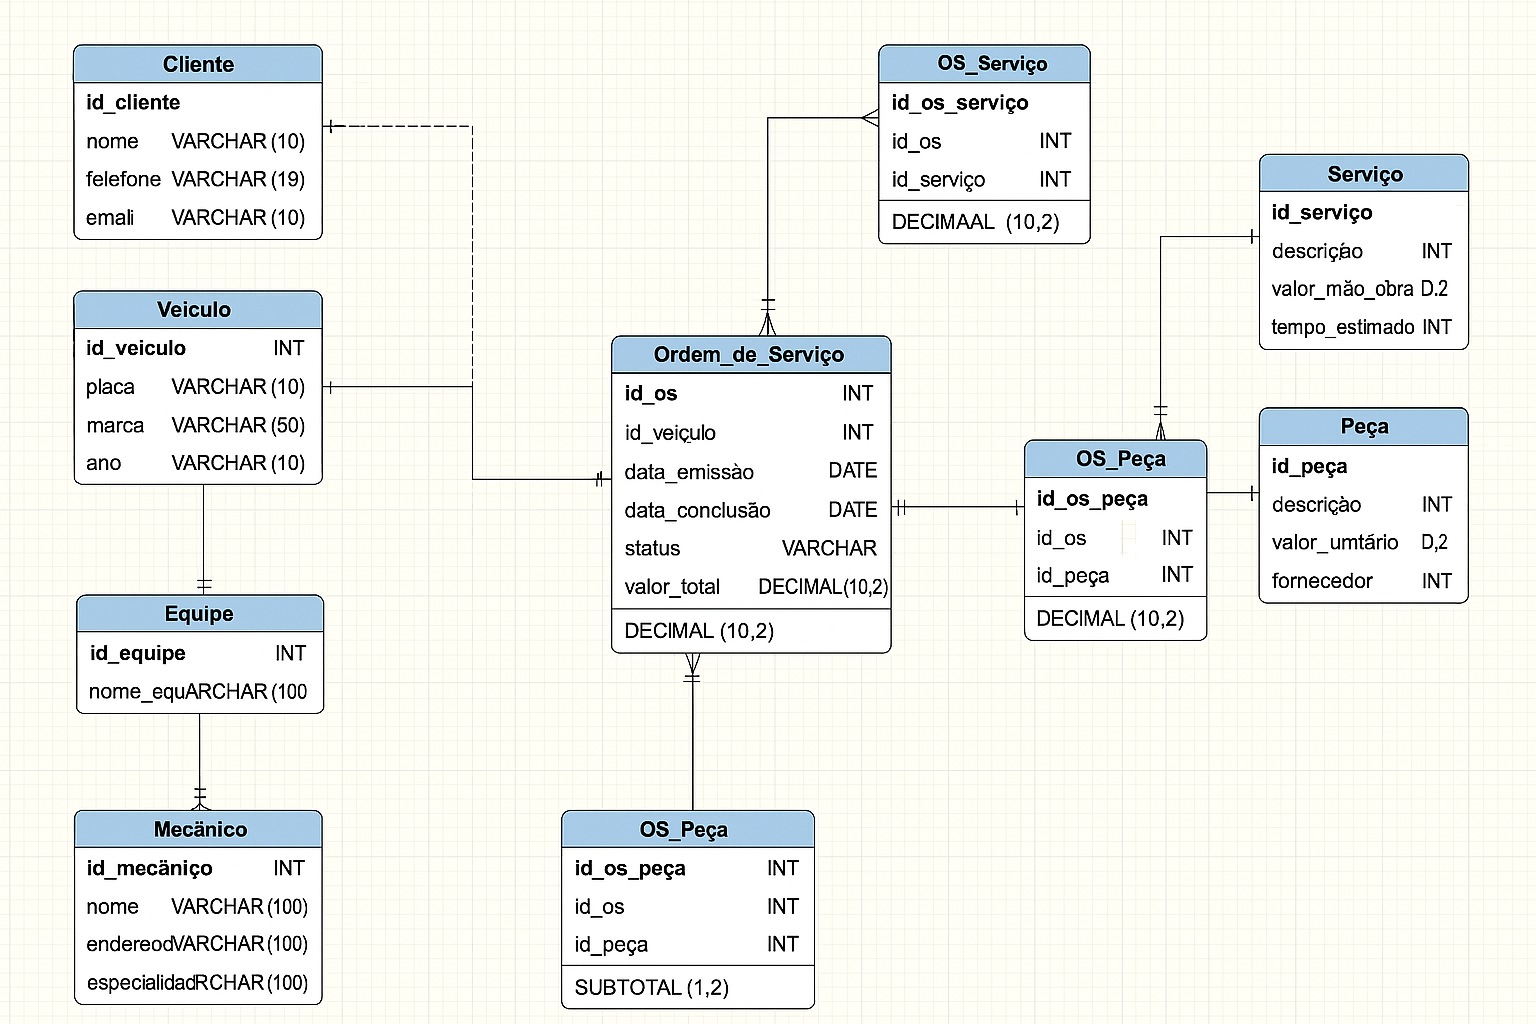 Cliente
id_cliente
nome VARCHAR (10)
felefone VARCHAR (19)
emali VARCHAR (10)
Veiculo
id_veiculo INT
placa VARCHAR (10)
marca VARCHAR (50)
ano VARCHAR (10)
Equipe
id_equipe INT
nome_equARCHAR (100
Mecänico
id_mecäniço INT
nome VARCHAR (100)
endereodVARCHAR (100)
especialidadRCHAR (100)
OS_Serviço
id_os_serviço
id_os INT
id_serviço INT
DECIMAAL (10,2)
Ordem_de_Serviço
id_os INT
id_veiçulo INT
data_emissào DATE
data_conclusão DATE
status VARCHAR
valor_total DECIMAL(10,2)
DECIMAL (10,2)
OS_Peça
id_os_peça INT
id_os INT
id_peça INT
SUBTOTAL (1,2)
OS_Peça
id_os_peça
id_os INT
id_peça INT
DECIMAL (10,2)
Serviço
id_serviço
descriçao INT
valor_mão_obra D.2
tempo_estimado INT
Peça
id_peça
descriçào INT
valor_umtário D,2
fornecedor INT